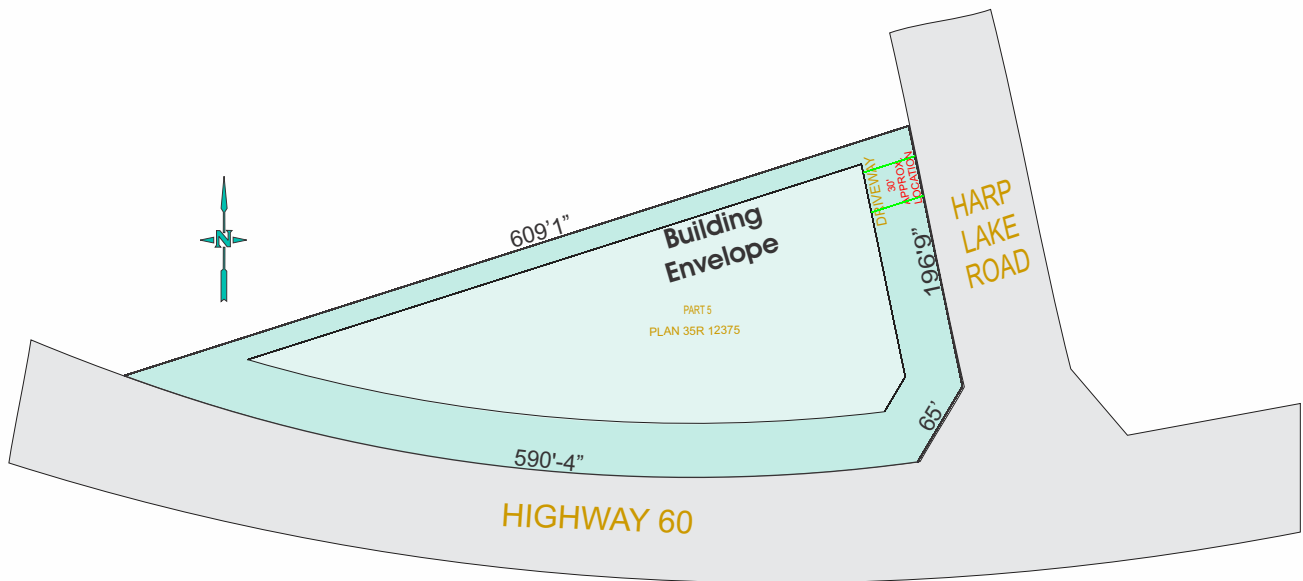 609'1”
Building
Envelope
PART 5
PLAN 35R 12375
DRIVEWAY
30'
APPROX.
LOCATION
196'9”
HARP
LAKE
ROAD
N
65'
590'-4”
HIGHWAY 60